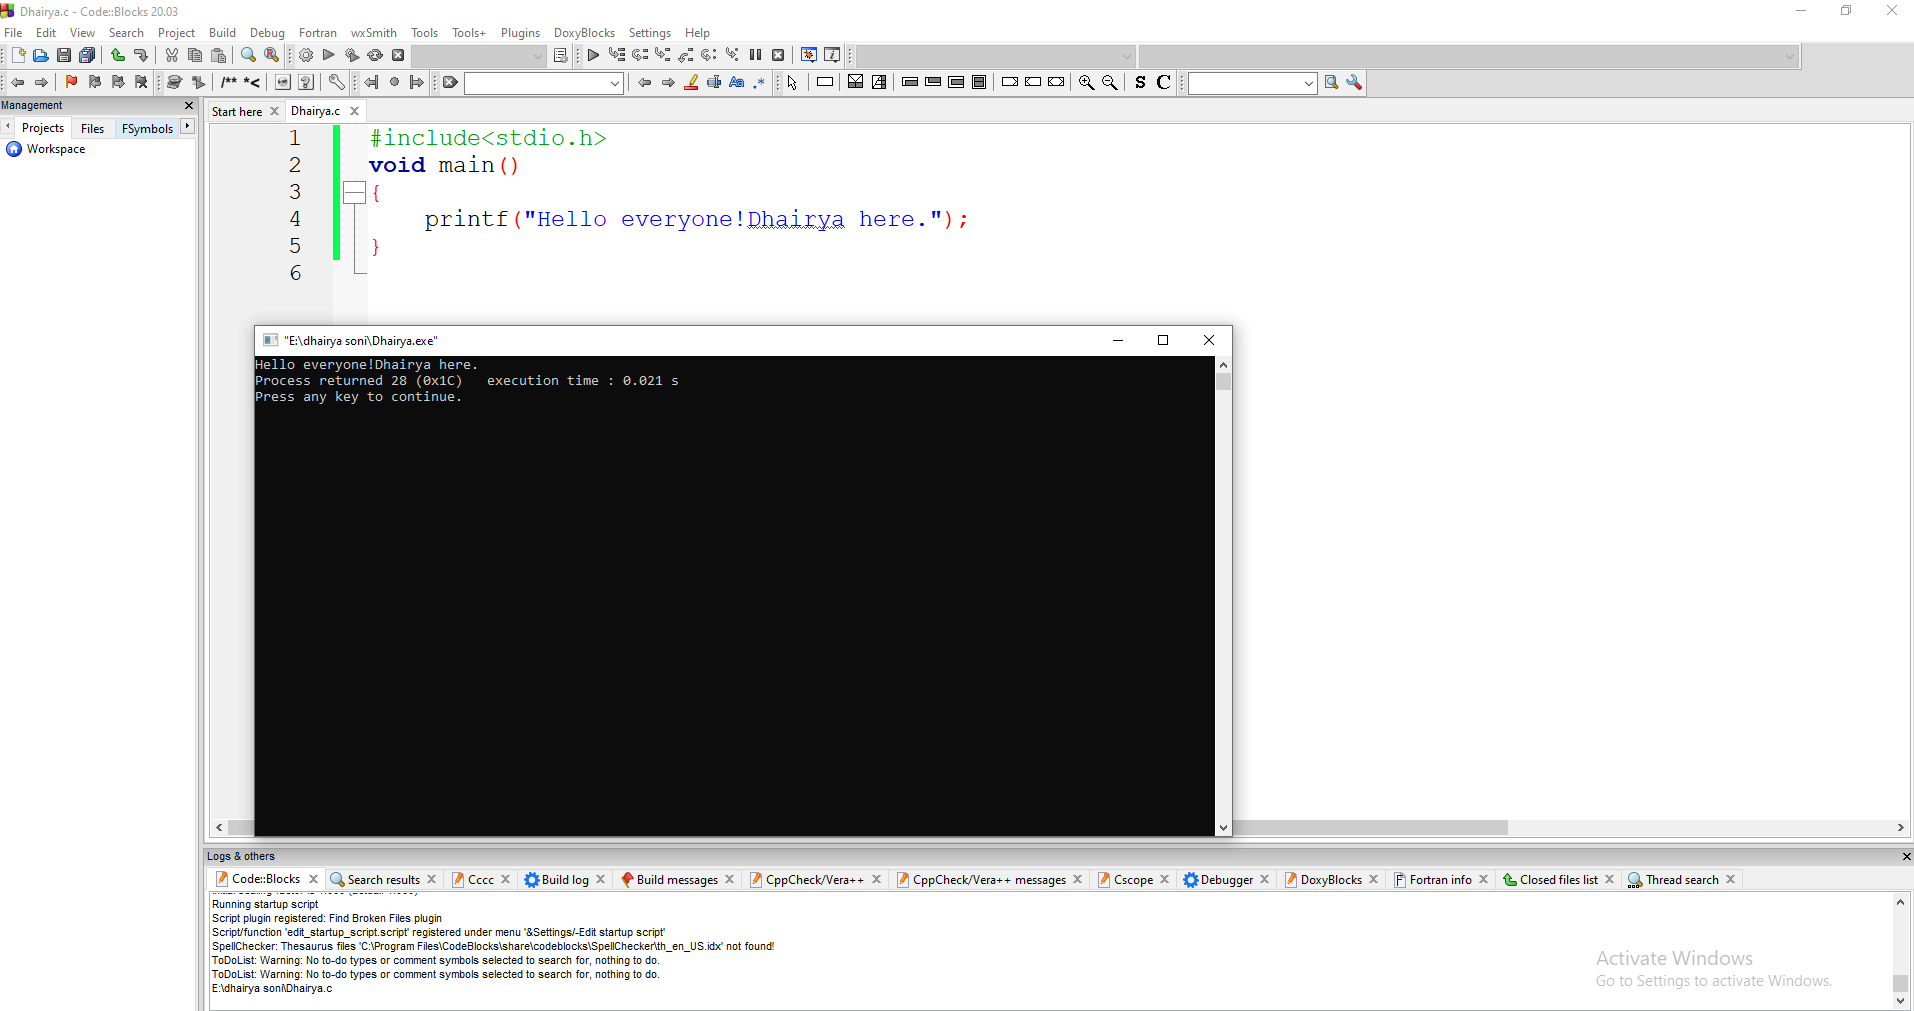 Dhairya.c - Code::Blocks 20.03
File Edit View Search Project Build Debug Fortran wxSmith Tools Tools+ Plugins DoxyBlocks Settings Help
/** *<
Aa .*
S C
Management
Projects Files FSymbols
Workspace
Start here Dhairya.c
1 #include<stdio.h>
2 void main()
3 {
4 printf("Hello everyone!Dhairya here.");
5 }
6
"E:\dhairya soni\Dhairya.exe"
Hello everyone!Dhairya here.
Process returned 28 (0x1C) execution time : 0.021 s
Press any key to continue.
Logs & others
Code::Blocks Search results Cccc Build log Build messages CppCheck/Vera++ CppCheck/Vera++ messages Cscope Debugger DoxyBlocks Fortran info Closed files list Thread search
Running startup script
Script plugin registered: Find Broken Files plugin
Script/function 'edit_startup_script.script' registered under menu '&Settings/-Edit startup script'
SpellChecker: Thesaurus files 'C:\Program Files\CodeBlocks\share\codeblocks\SpellChecker\th_en_US.idx' not found!
ToDoList: Warning: No to-do types or comment symbols selected to search for, nothing to do.
ToDoList: Warning: No to-do types or comment symbols selected to search for, nothing to do.
E:\dhairya soni\Dhairya.c
Activate Windows
Go to Settings to activate Windows.